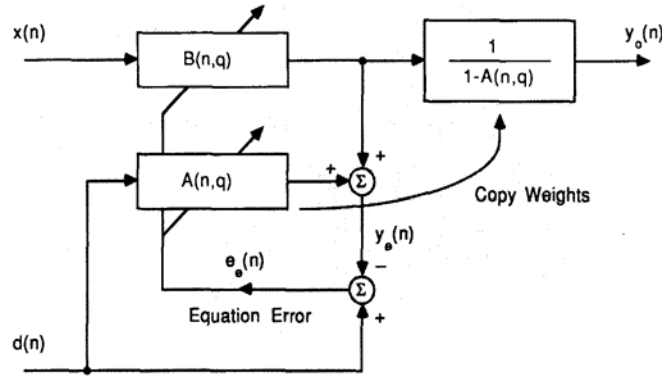 x(n)
B(n,q)
1
1-A(n,q)
y_o(n)
A(n,q)
+
+
Σ
Copy Weights
y_e(n)
e_e(n)
−
Σ
Equation Error
+
d(n)